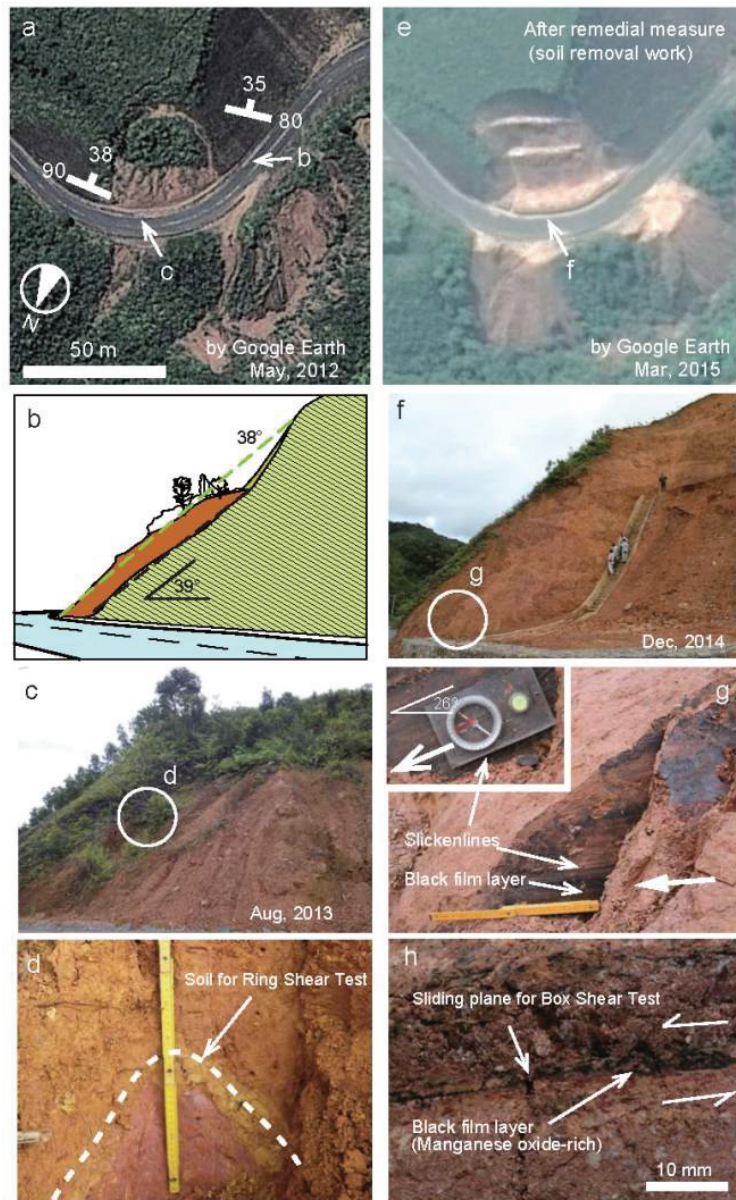 a
35
80
38
90
b
c
N
50 m
by Google Earth
May, 2012
e
After remedial measure
(soil removal work)
f
by Google Earth
Mar, 2015
b
38°
39°
f
g
Dec, 2014
c
d
Aug, 2013
g
26°
Slickenlines
Black film layer
d
Soil for Ring Shear Test
h
Sliding plane for Box Shear Test
Black film layer
(Manganese oxide-rich)
10 mm